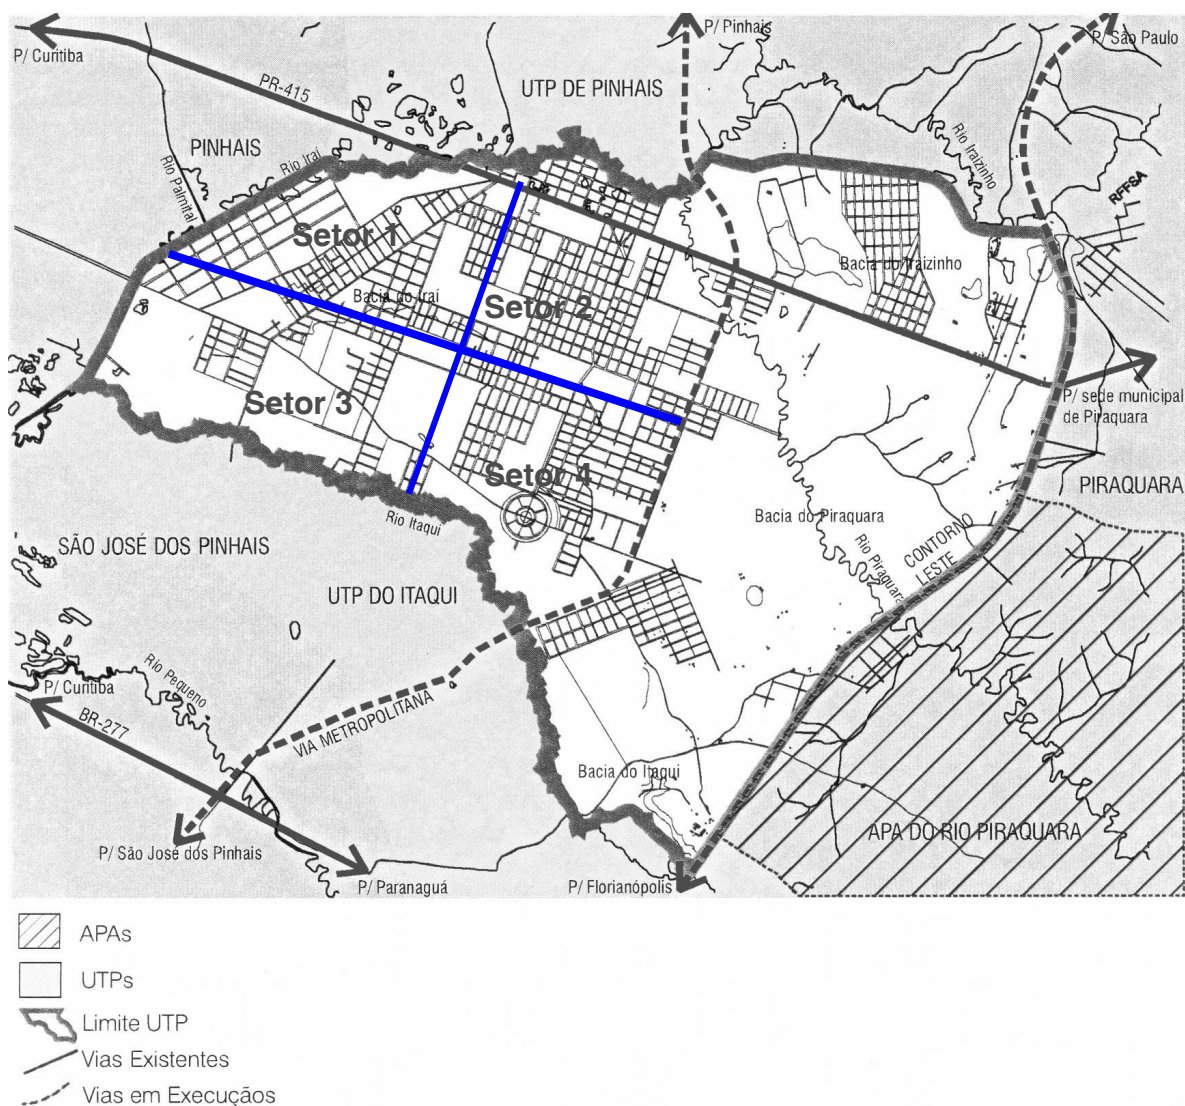 P/ Pinhais
P/ São Paulo
P/ Curitiba
PR-415
UTP DE PINHAIS
PINHAIS
Rio Iraí
Rio Palmital
Rio Iraizinho
RFFSA
Setor 1
Bacia do Iraizinho
Bacia do Iraí
Setor 2
Setor 3
P/ sede municipal
de Piraquara
Setor 4
PIRAQUARA
Rio Itaqui
Bacia do Piraquara
SÃO JOSÉ DOS PINHAIS
CONTORNO
LESTE
Rio Piraquara
UTP DO ITAQUI
Rio Pequeno
P/ Curitiba
BR-277
VIA METROPOLITANA
Bacia do Itaqui
APA DO RIO PIRAQUARA
P/ São José dos Pinhais
P/ Paranaguá
P/ Florianópolis
APAs
UTPs
Limite UTP
Vias Existentes
Vias em Execuçãos